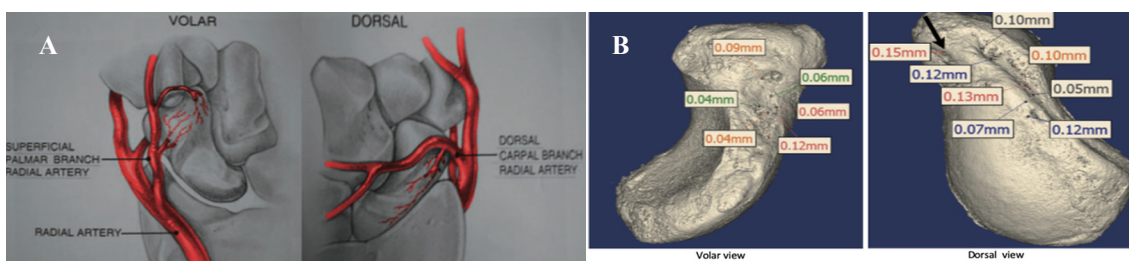 A
VOLAR
DORSAL
SUPERFICIAL
PALMAR BRANCH
RADIAL ARTERY
RADIAL ARTERY
DORSAL
CARPAL BRANCH
RADIAL ARTERY
B
0.09mm
0.06mm
0.04mm
0.06mm
0.04mm
0.12mm
Volar view
0.10mm
0.15mm
0.10mm
0.12mm
0.05mm
0.13mm
0.07mm
0.12mm
Dorsal view